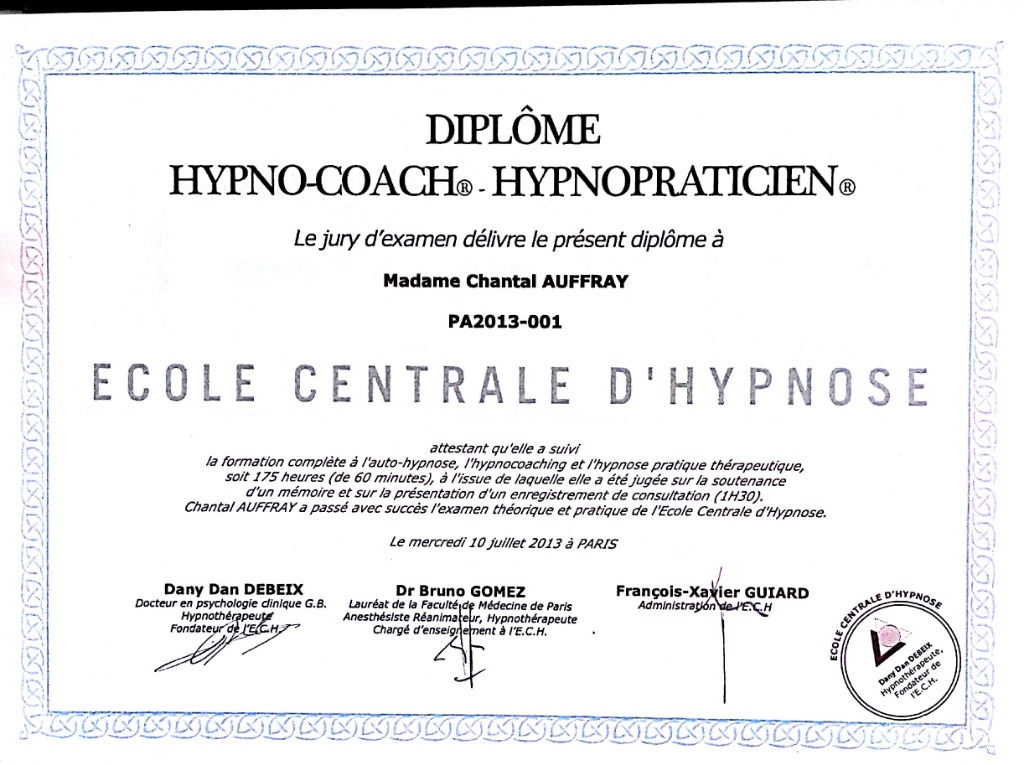 DIPLÔME
HYPNO-COACH® - HYPNOPRATICIEN®
Le jury d'examen délivre le présent diplôme à
Madame Chantal AUFFRAY
PA2013-001
ECOLE CENTRALE D'HYPNOSE
attestant qu'elle a suivi
la formation complète à l'auto-hypnose, l'hypnocoaching et l'hypnose pratique thérapeutique,
soit 175 heures (de 60 minutes), à l'issue de laquelle elle a été jugée sur la soutenance
d'un mémoire et sur la présentation d'un enregistrement de consultation (1H30).
Chantal AUFFRAY a passé avec succès l'examen théorique et pratique de l'Ecole Centrale d'Hypnose.
Le mercredi 10 juillet 2013 à PARIS
Dany Dan DEBEIX
Docteur en psychologie clinique G.B.
Hypnothérapeute
Fondateur de l'E.C.H.
Dr Bruno GOMEZ
Lauréat de la Faculté de Médecine de Paris
Anesthésiste Réanimateur, Hypnothérapeute
Chargé d'enseignement à l'E.C.H.
François-Xavier GUIARD
Administration de l'E.C.H
ECOLE CENTRALE D'HYPNOSE
Dany Dan DEBEIX
Hypnothérapeute,
Fondateur de
l'E.C.H.